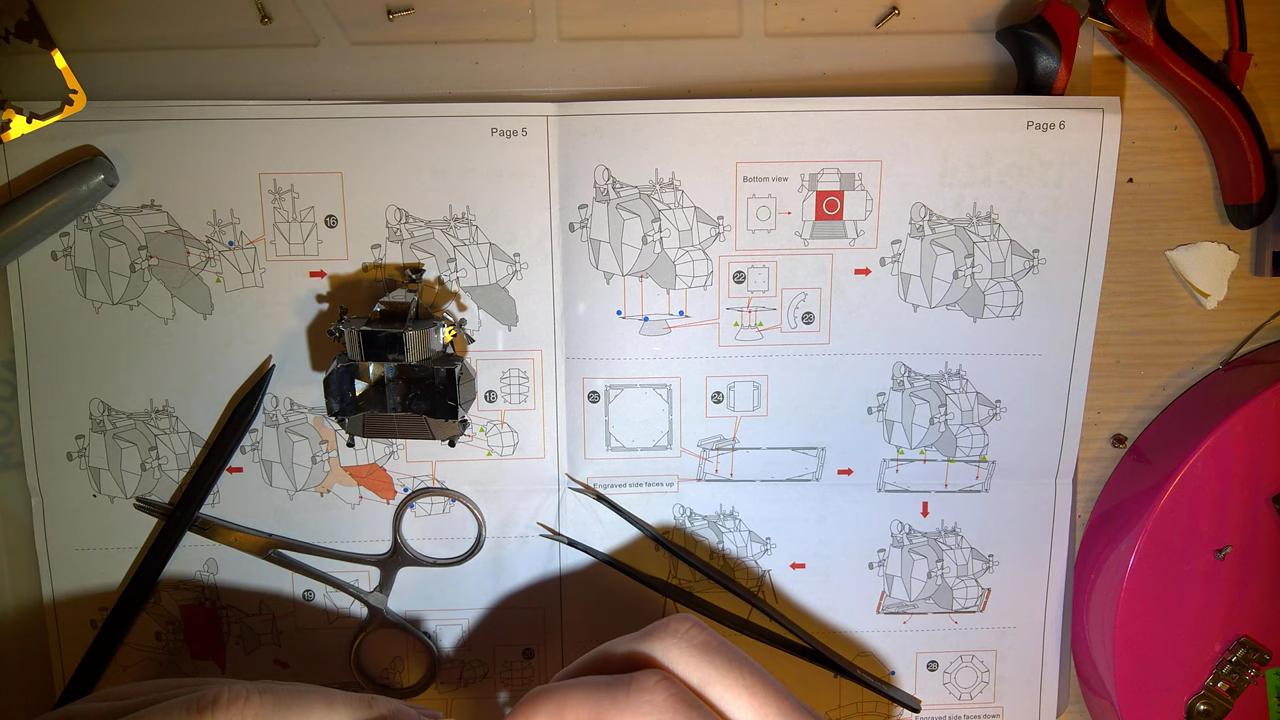 Page 5
Page 6
16
Bottom view
22
23
18
25
24
Engraved side faces up
19
20
28
Engraved side faces down